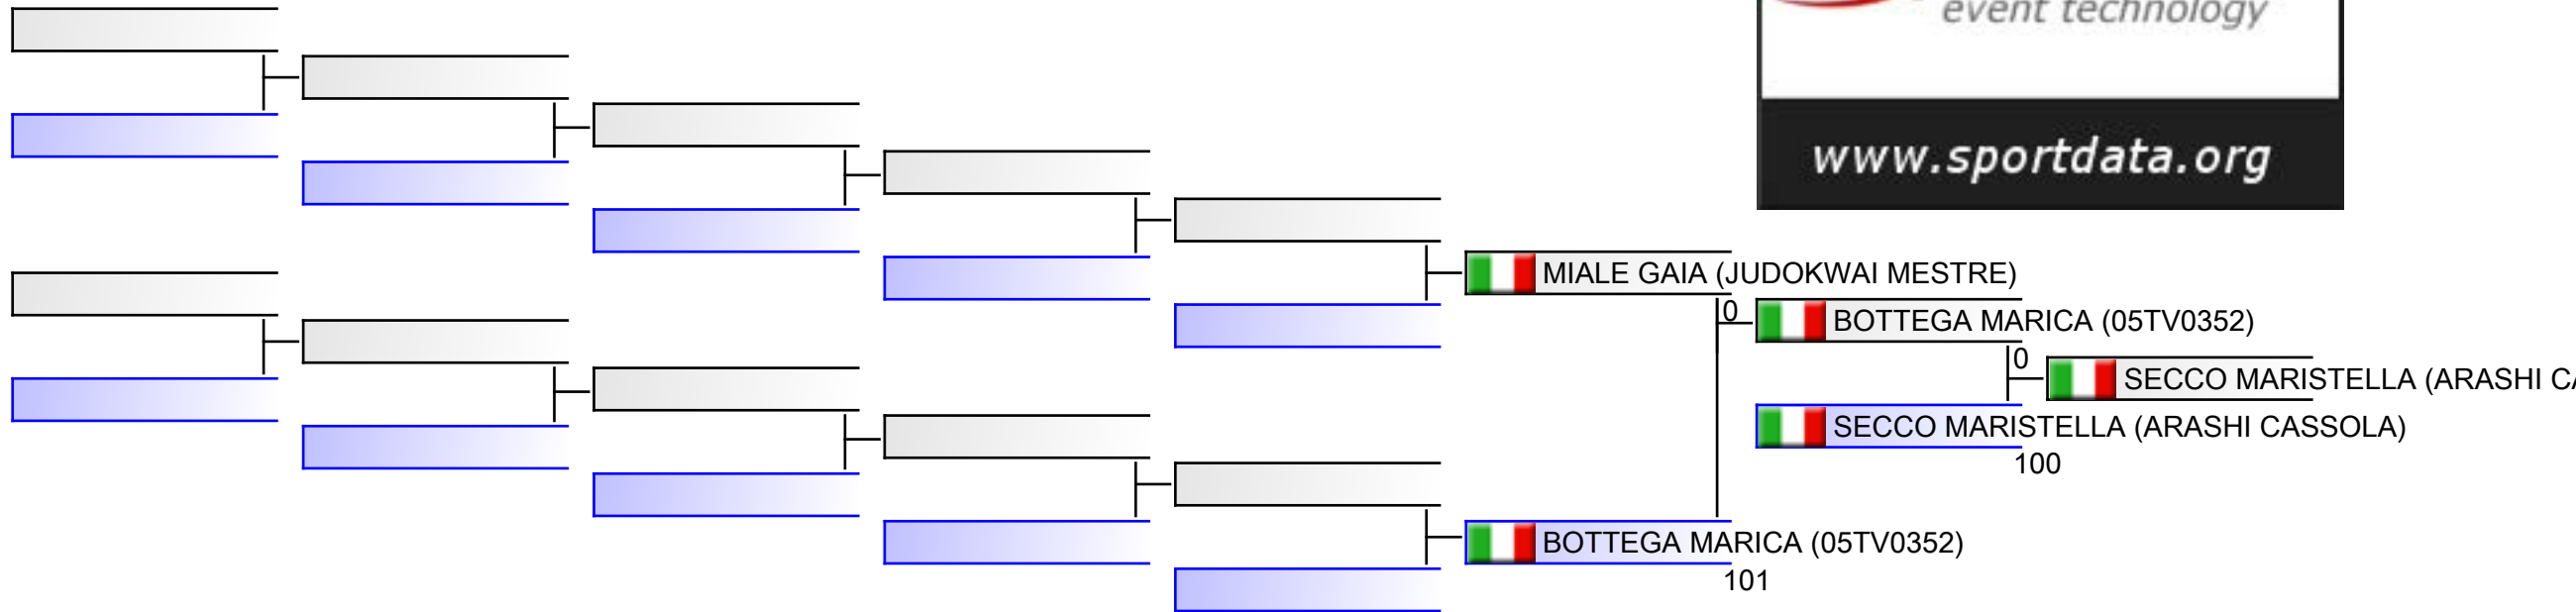 event technology
www.sportdata.org
MIALE GAIA (JUDOKWAI MESTRE)
0
BOTTEGA MARICA (05TV0352)
0
SECCO MARISTELLA (ARASHI CA
SECCO MARISTELLA (ARASHI CASSOLA)
100
BOTTEGA MARICA (05TV0352)
101